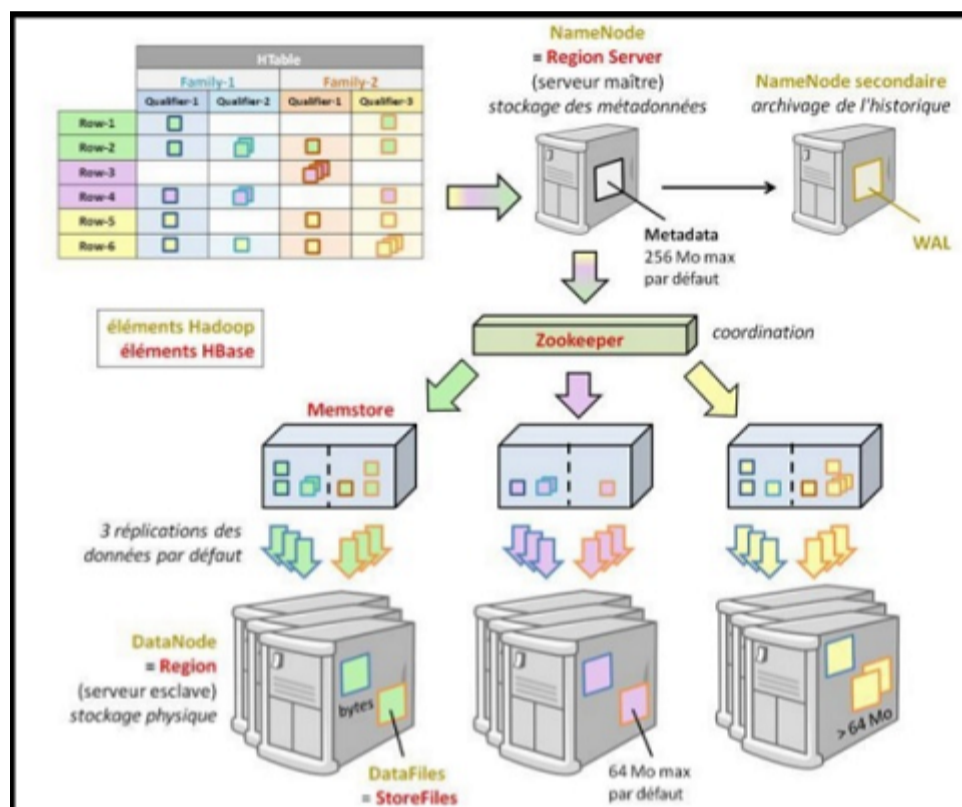 HTable
Family-1 Family-2
Qualifier-1 Qualifier-2 Qualifier-1 Qualifier-3
Row-1
Row-2
Row-3
Row-4
Row-5
Row-6
NameNode
= Region Server
(serveur maître)
stockage des métadonnées
NameNode secondaire
archivage de l'historique
Metadata
256 Mo max
par défaut
WAL
éléments Hadoop
éléments HBase
Zookeeper
coordination
Memstore
3 réplications des
données par défaut
DataNode
= Region
(serveur esclave)
stockage physique
bytes
DataFiles
= StoreFiles
64 Mo max
par défaut
> 64 Mo